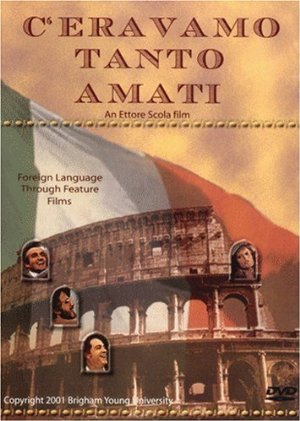 C'ERAVAMO
TANTO
AMATI
An Ettore Scola film
Foreign Language
Through Feature
Films
Copyright 2001 Brigham Young University
DVD